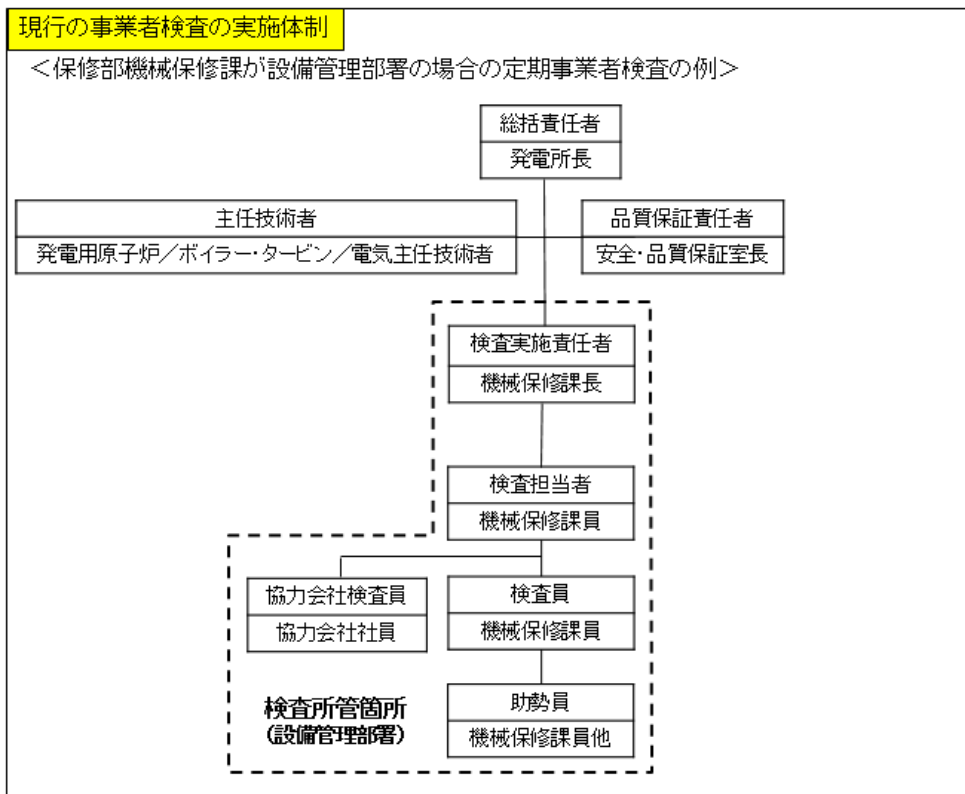 現行の事業者検査の実施体制
＜保修部機械保修課が設備管理部署の場合の定期事業者検査の例＞
総括責任者
発電所長
主任技術者
発電用原子炉／ボイラー・タービン／電気主任技術者
品質保証責任者
安全・品質保証室長
検査実施責任者
機械保修課長
検査担当者
機械保修課員
協力会社検査員
協力会社社員
検査員
機械保修課員
助勢員
機械保修課員他
検査所管箇所
（設備管理部署）